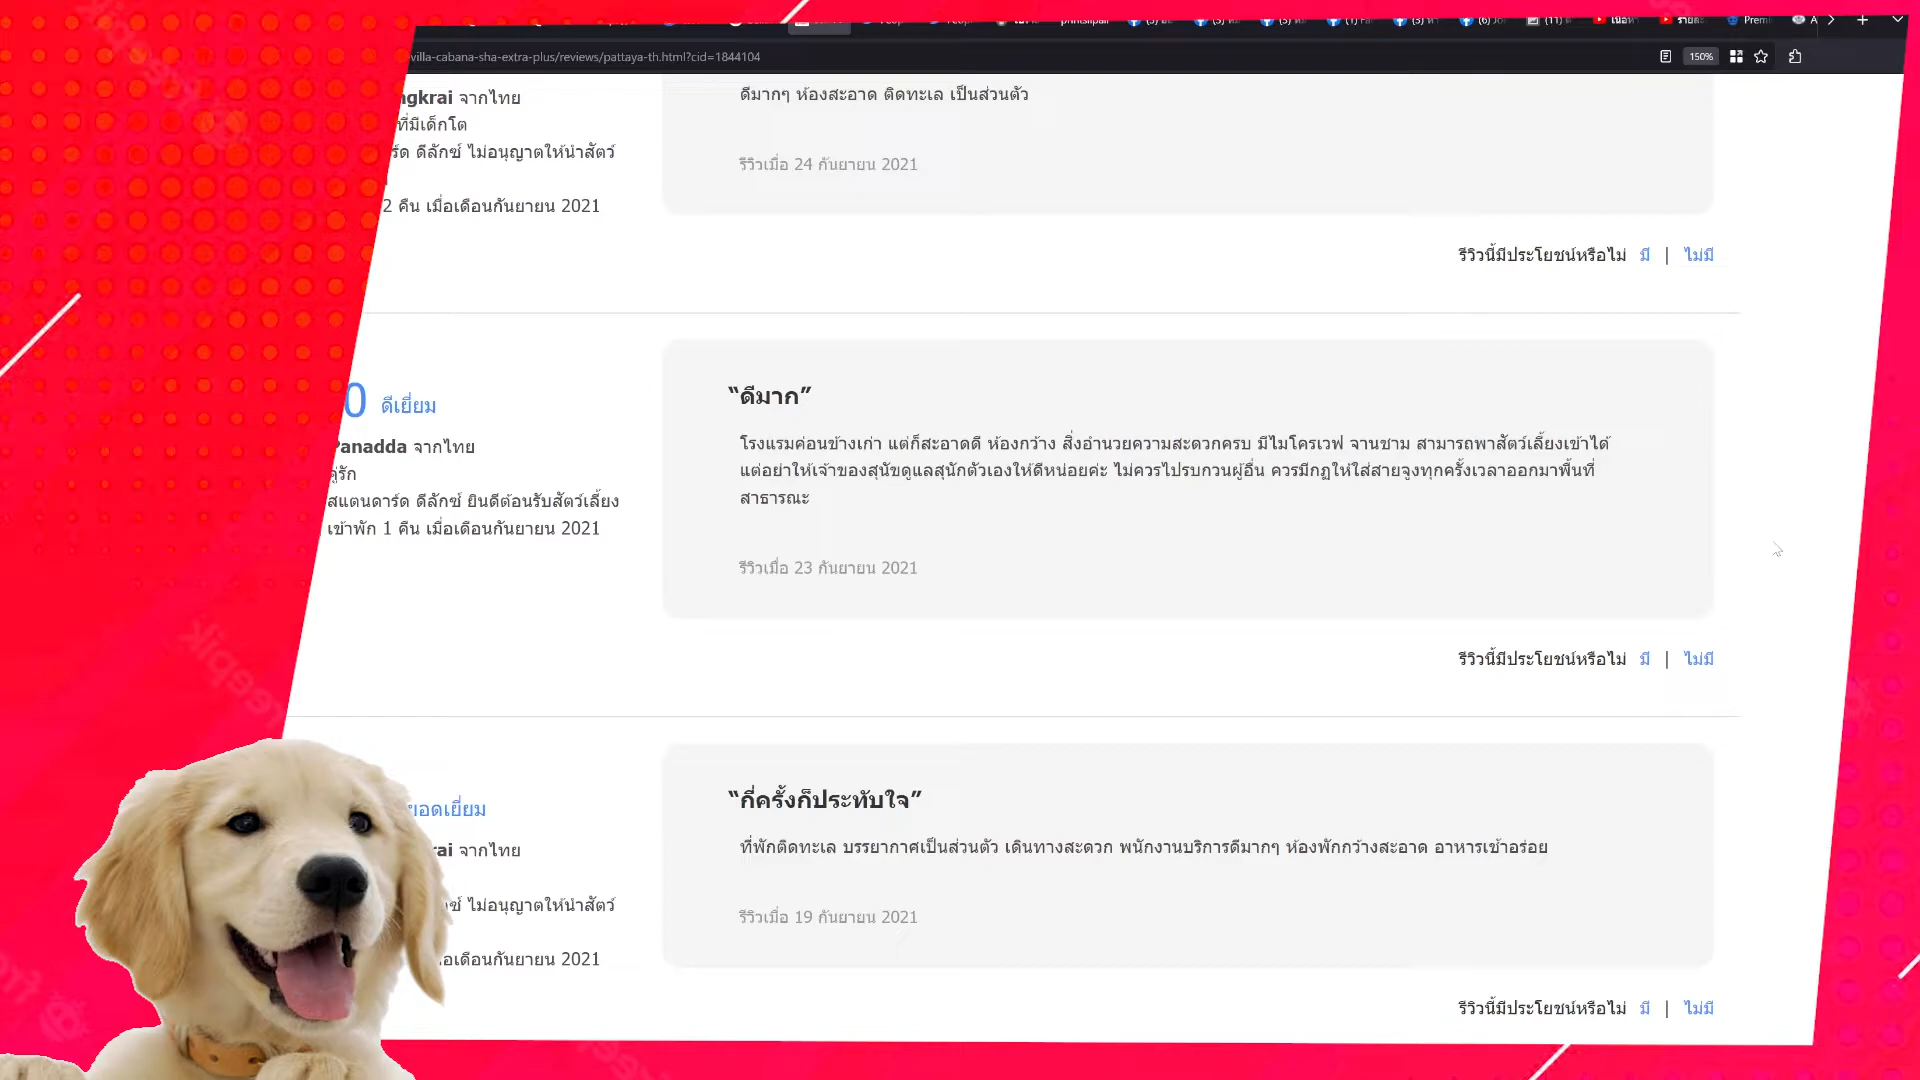 villa-cabana-sha-extra-plus/reviews/pattaya-th.html?cid=1844104
150%
ngkrai จากไทย
ที่มีเด็กโต
ร์ด ดีลักซ์ ไม่อนุญาตให้นำสัตว์
2 คืน เมื่อเดือนกันยายน 2021
ดีมากๆ ห้องสะอาด ติดทะเล เป็นส่วนตัว
รีวิวเมื่อ 24 กันยายน 2021
รีวิวนี้มีประโยชน์หรือไม่ มี | ไม่มี
0 ดีเยี่ยม
Panadda จากไทย
คู่รัก
สแตนดาร์ด ดีลักซ์ ยินดีต้อนรับสัตว์เลี้ยง
เข้าพัก 1 คืน เมื่อเดือนกันยายน 2021
“ดีมาก”
โรงแรมค่อนข้างเก่า แต่ก็สะอาดดี ห้องกว้าง สิ่งอำนวยความสะดวกครบ มีไมโครเวฟ จานชาม สามารถพาสัตว์เลี้ยงเข้าได้
แต่อย่าให้เจ้าของสุนัขดูแลสุนักตัวเองให้ดีหน่อยค่ะ ไม่ควรไปรบกวนผู้อื่น ควรมีกฏให้ใส่สายจูงทุกครั้งเวลาออกมาพื้นที่
สาธารณะ
รีวิวเมื่อ 23 กันยายน 2021
รีวิวนี้มีประโยชน์หรือไม่ มี | ไม่มี
ยอดเยี่ยม
rai จากไทย
ซ์ ไม่อนุญาตให้นำสัตว์
เดือนกันยายน 2021
“กี่ครั้งก็ประทับใจ”
ที่พักติดทะเล บรรยากาศเป็นส่วนตัว เดินทางสะดวก พนักงานบริการดีมากๆ ห้องพักกว้างสะอาด อาหารเช้าอร่อย
รีวิวเมื่อ 19 กันยายน 2021
รีวิวนี้มีประโยชน์หรือไม่ มี | ไม่มี